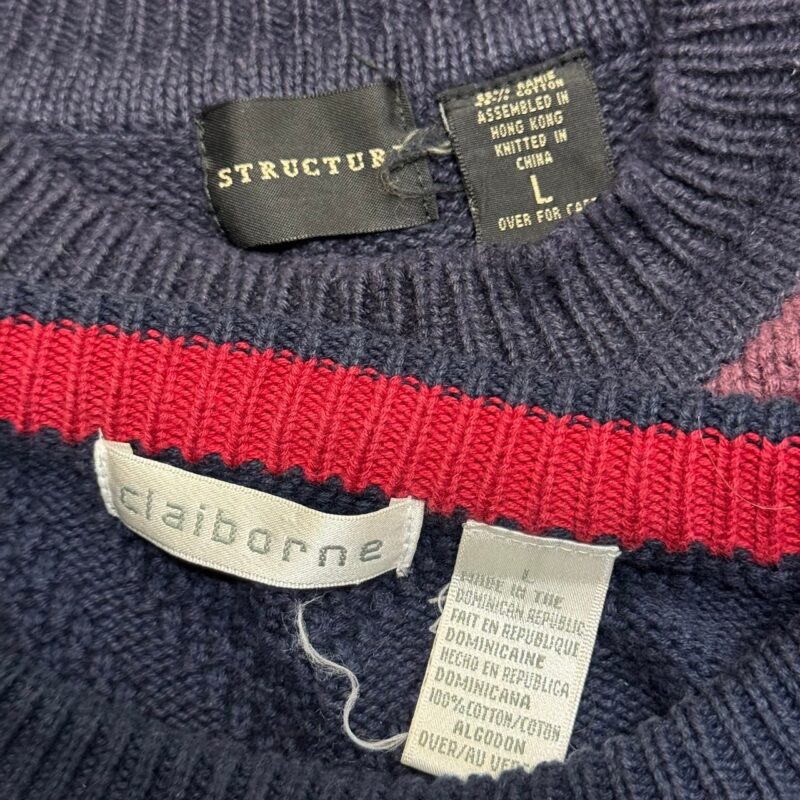 STRUCTUR
RAMIE
COTTON
ASSEMBLED IN
HONG KONG
KNITTED IN
CHINA
L
OVER FOR CARE
claiborne
L
MADE IN THE
DOMINICAN REPUBLIC
FAIT EN REPUBLIQUE
DOMINICAINE
HECHO EN REPUBLICA
DOMINICANA
100%COTTON/COTON
ALGODON
OVER/AU VER